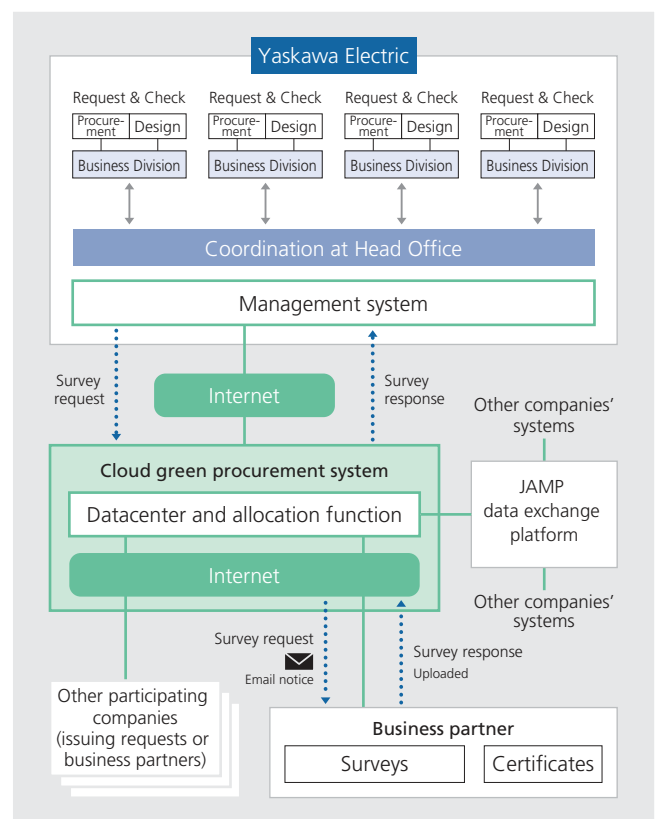 Yaskawa Electric
Request & Check Request & Check Request & Check Request & Check
Procure-
ment Design Procure-
ment Design Procure-
ment Design Procure-
ment Design
Business Division Business Division Business Division Business Division
Coordination at Head Office
Management system
Survey
request
Internet
Survey
response
Other companies’
systems
Cloud green procurement system
Datacenter and allocation function
JAMP
data exchange
platform
Internet
Other companies’
systems
Survey request
Email notice
Survey response
Uploaded
Other participating
companies
(issuing requests or
business partners)
Business partner
Surveys Certificates